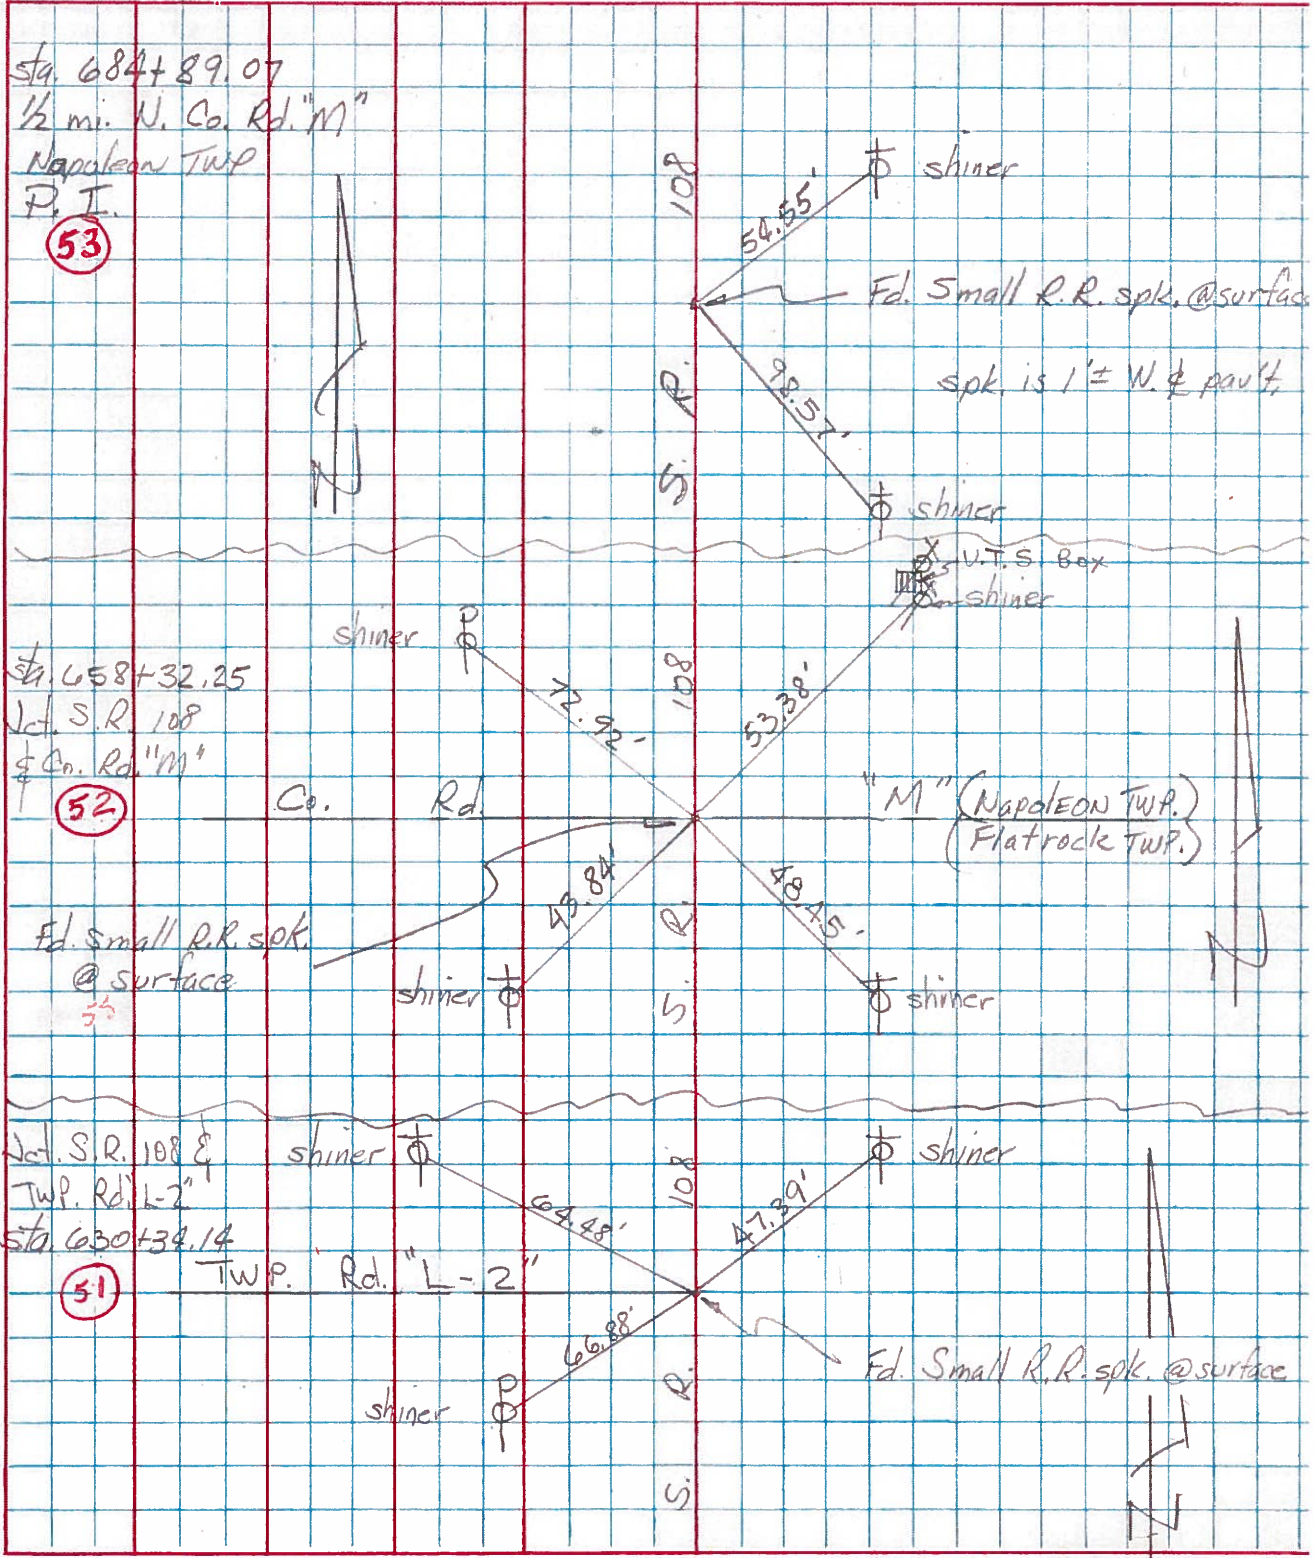 sta. 684+89.07
1/2 mi. N. Co. Rd. "M"
Napoleon TWP
P. I.
53
N
S. R. 108
54.55'
shiner
Fd. Small R.R. spk. @ surface
spk. is 1'± W. ℄ pav't.
98.57'
shiner
sta. 658+32.25
Jct. S.R. 108
& Co. Rd. "M"
52
shiner
72.92'
U.T.S. Box
shiner
53.38'
S. R. 108
Co. Rd. "M" (Napoleon TWP.)
(Flatrock TWP.)
Fd. small R.R. spk.
@ surface
43.84'
shiner
48.45'
shiner
N
Jct. S.R. 108 &
TWP. Rd. "L-2"
sta. 630+34.14
51
shiner
64.48'
shiner
47.39'
S. R. 108
TWP. Rd. "L-2"
66.88'
shiner
Fd. Small R.R. spk. @ surface
N